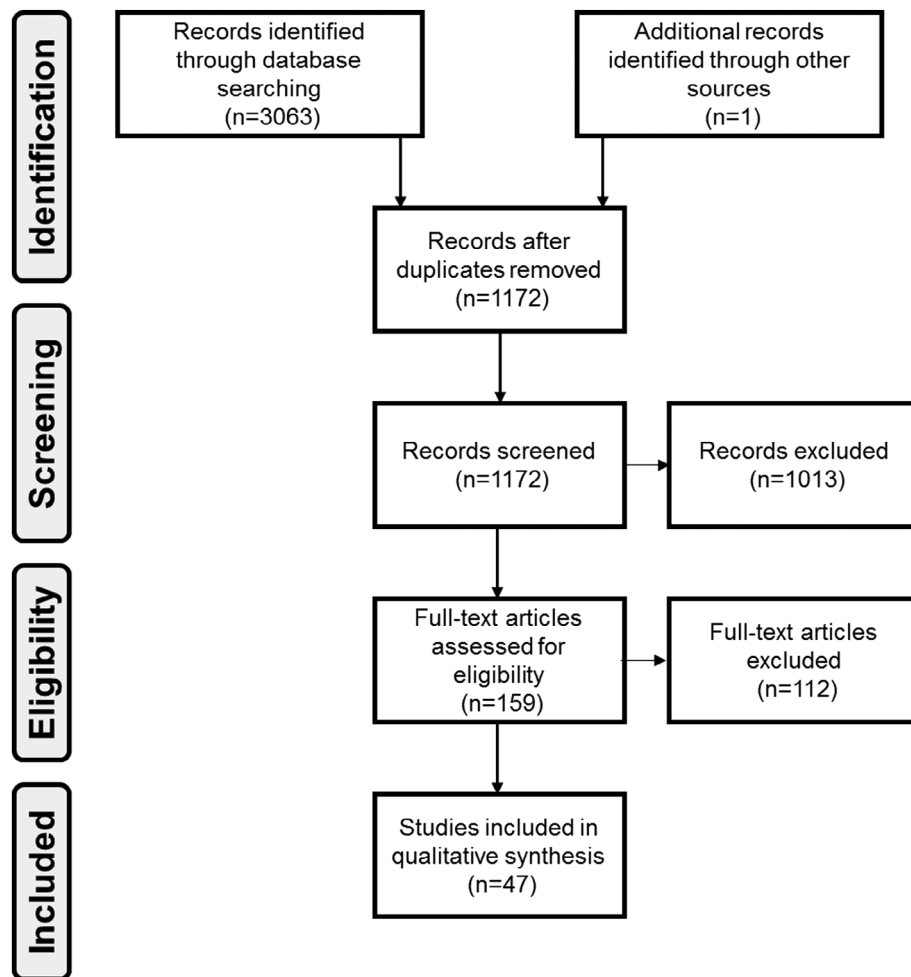 Identification
Records identified
through database
searching
(n=3063)
Additional records
identified through other
sources
(n=1)
Records after
duplicates removed
(n=1172)
Screening
Records screened
(n=1172)
Records excluded
(n=1013)
Eligibility
Full-text articles
assessed for
eligibility
(n=159)
Full-text articles
excluded
(n=112)
Included
Studies included in
qualitative synthesis
(n=47)